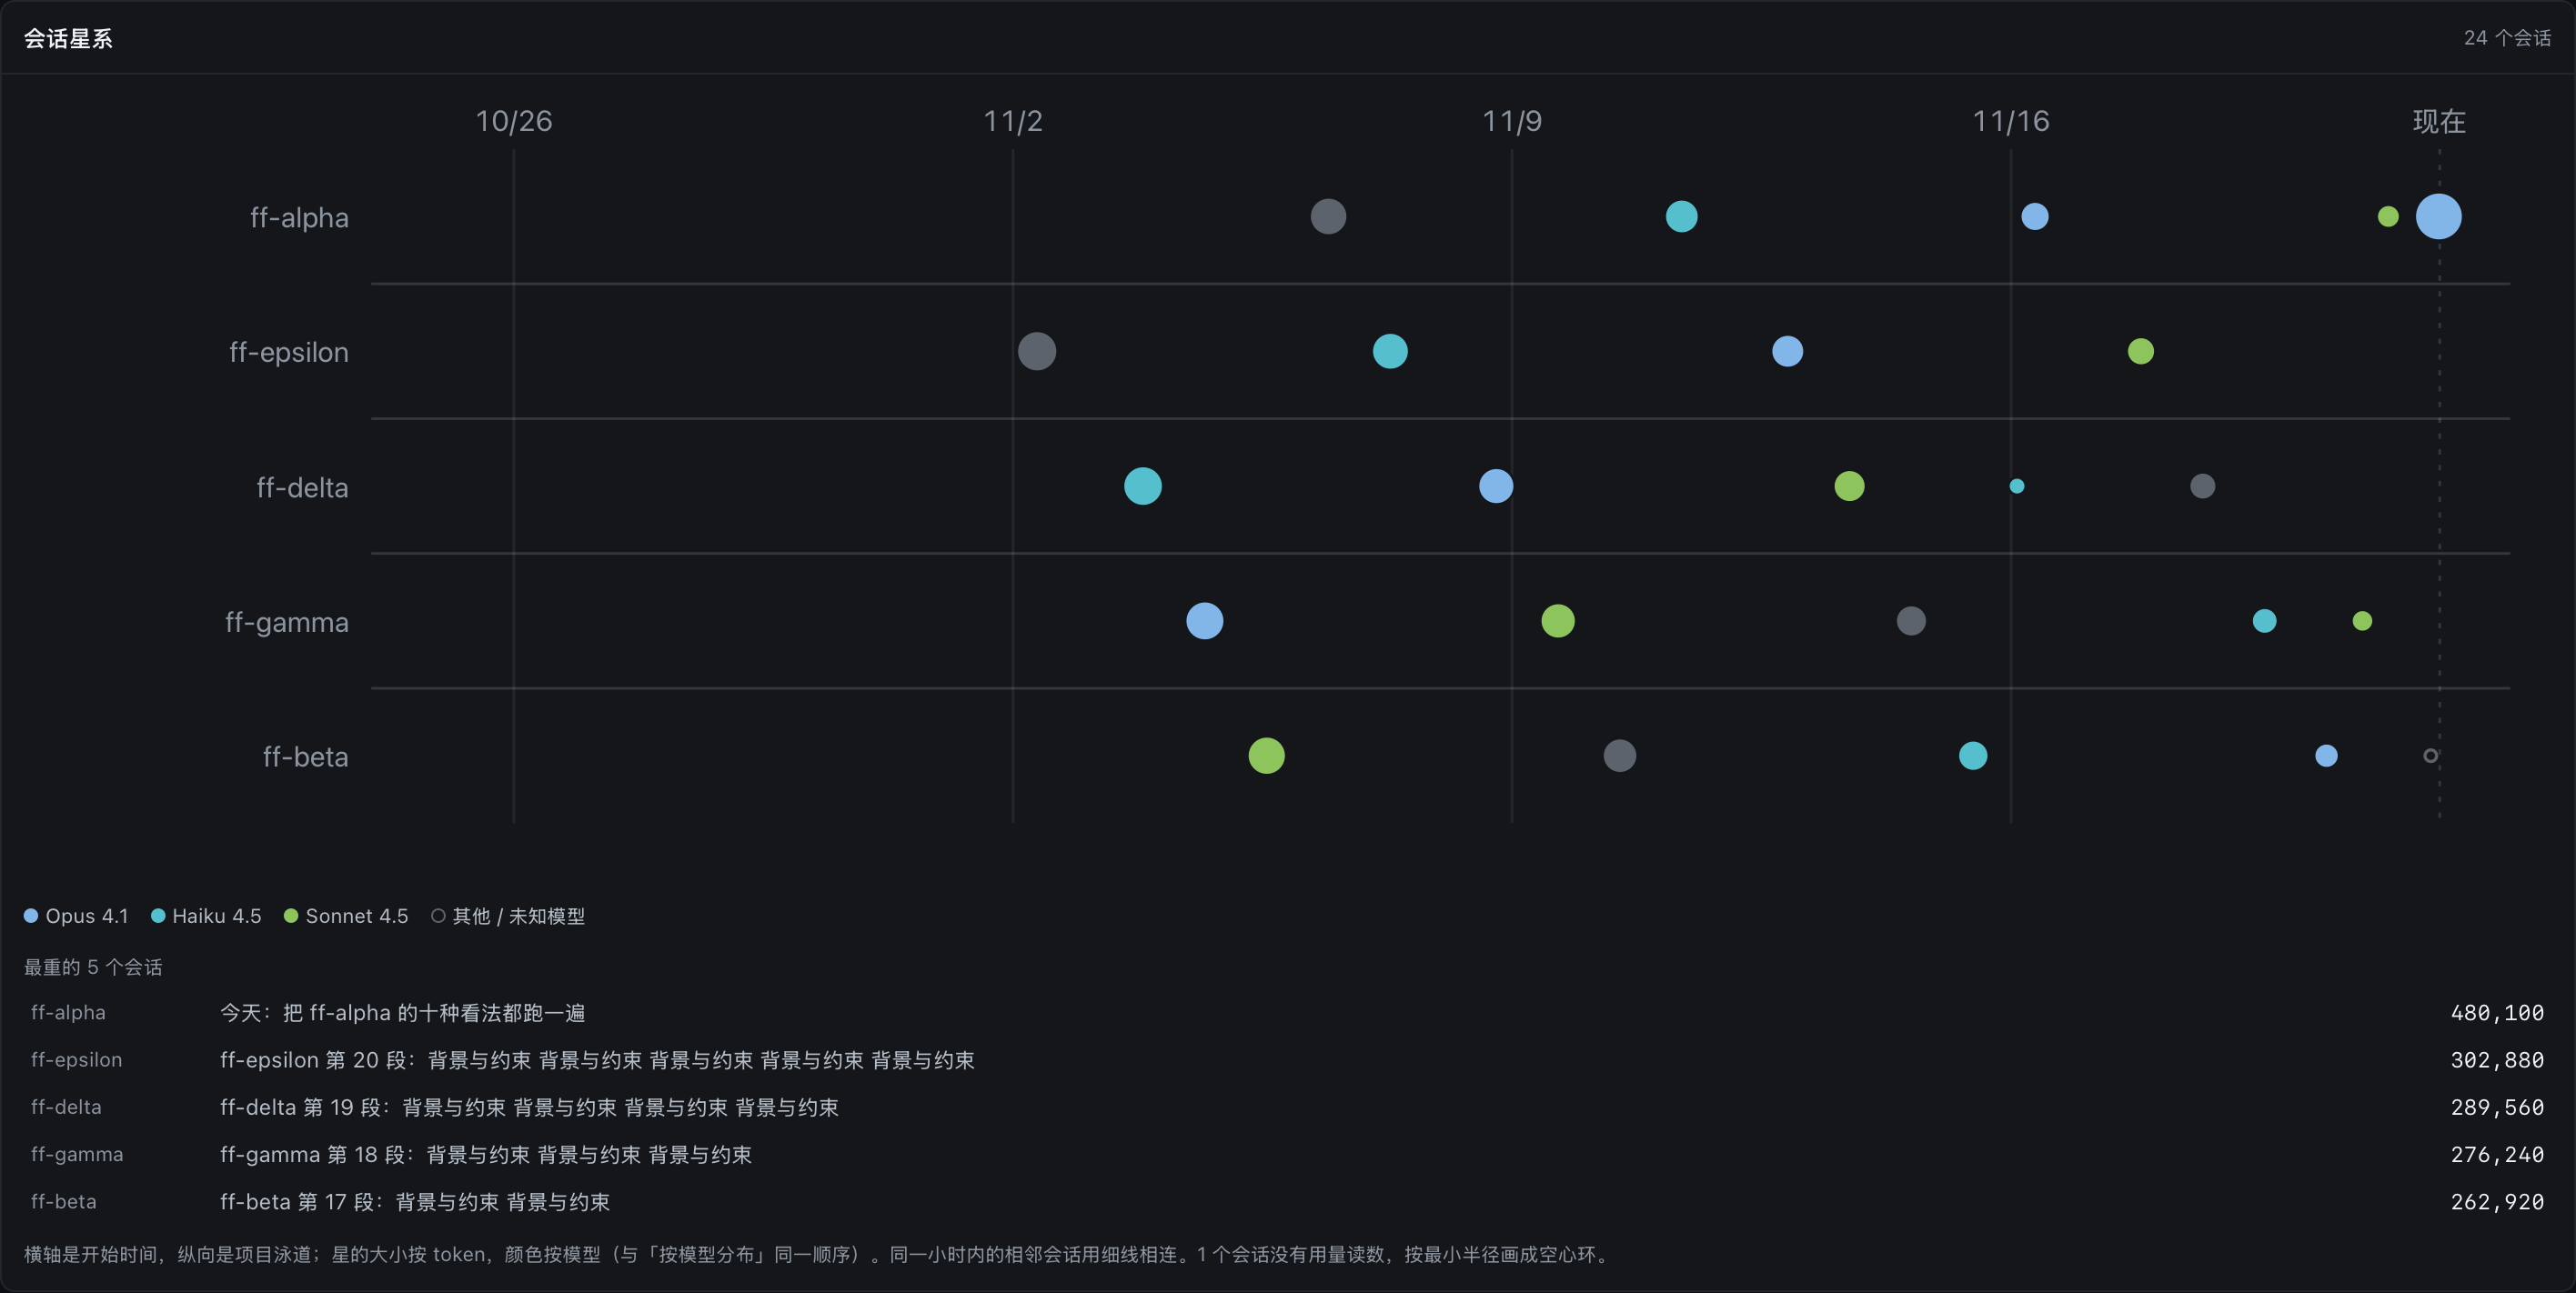 会话星系
24 个会话
10/26 11/2 11/9 11/16 现在
ff-alpha
ff-epsilon
ff-delta
ff-gamma
ff-beta
Opus 4.1 Haiku 4.5 Sonnet 4.5 其他 / 未知模型
最重的 5 个会话
ff-alpha 今天：把 ff-alpha 的十种看法都跑一遍 480,100
ff-epsilon ff-epsilon 第 20 段：背景与约束 背景与约束 背景与约束 背景与约束 背景与约束 302,880
ff-delta ff-delta 第 19 段：背景与约束 背景与约束 背景与约束 背景与约束 289,560
ff-gamma ff-gamma 第 18 段：背景与约束 背景与约束 背景与约束 276,240
ff-beta ff-beta 第 17 段：背景与约束 背景与约束 262,920
横轴是开始时间，纵向是项目泳道；星的大小按 token，颜色按模型（与「按模型分布」同一顺序）。同一小时内的相邻会话用细线相连。1 个会话没有用量读数，按最小半径画成空心环。